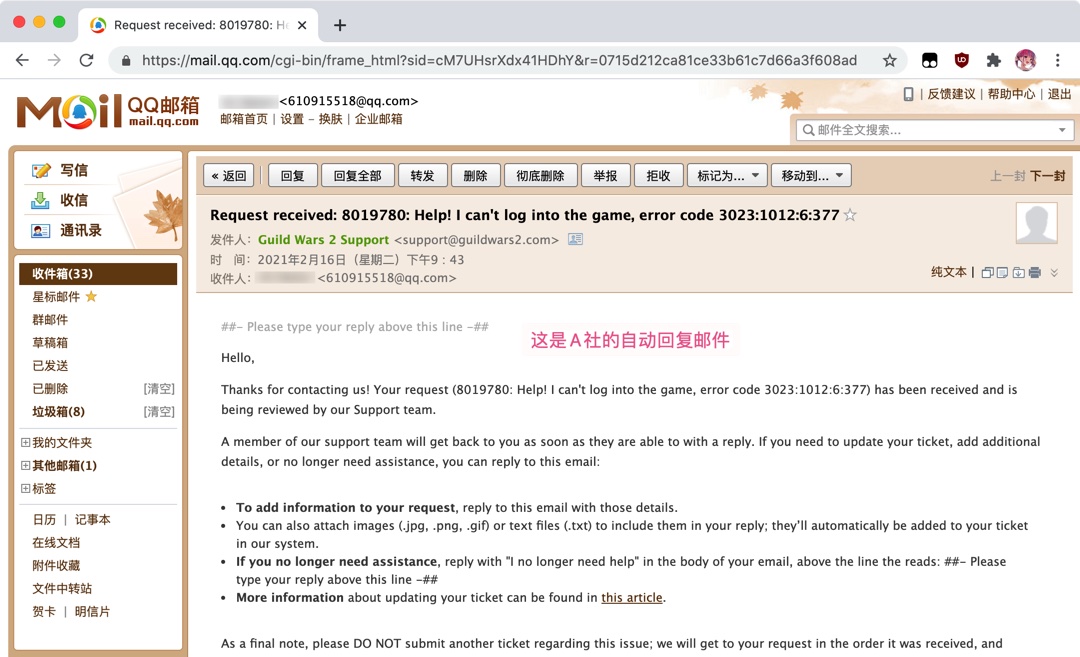 Request received: 8019780: He
https://mail.qq.com/cgi-bin/frame_html?sid=cM7UHsrXdx41HDhY&r=0715d212ca81ce33b61c7d66a3f608ad
Mail QQ邮箱
mail.qq.com
<610915518@qq.com>
邮箱首页 | 设置 - 换肤 | 企业邮箱
| 反馈建议 | 帮助中心 | 退出
邮件全文搜索...
写信
收信
通讯录
收件箱(33)
星标邮件
群邮件
草稿箱
已发送
已删除 [清空]
垃圾箱(8) [清空]
我的文件夹
其他邮箱(1)
标签
日历 | 记事本
在线文档
附件收藏
文件中转站
贺卡 | 明信片
« 返回 回复 回复全部 转发 删除 彻底删除 举报 拒收 标记为... 移动到... 上一封 下一封
Request received: 8019780: Help! I can't log into the game, error code 3023:1012:6:377
发件人: Guild Wars 2 Support <support@guildwars2.com>
时 间: 2021年2月16日 (星期二) 下午9 : 43
收件人: <610915518@qq.com>
纯文本 |
##- Please type your reply above this line -##
这是A社的自动回复邮件
Hello,
Thanks for contacting us! Your request (8019780: Help! I can't log into the game, error code 3023:1012:6:377) has been received and is
being reviewed by our Support team.
A member of our support team will get back to you as soon as they are able to with a reply. If you need to update your ticket, add additional
details, or no longer need assistance, you can reply to this email:
• To add information to your request, reply to this email with those details.
• You can also attach images (.jpg, .png, .gif) or text files (.txt) to include them in your reply; they’ll automatically be added to your ticket
in our system.
• If you no longer need assistance, reply with "I no longer need help" in the body of your email, above the line the reads: ##- Please
type your reply above this line -##
• More information about updating your ticket can be found in this article.
As a final note, please DO NOT submit another ticket regarding this issue; we will get to your request in the order it was received, and